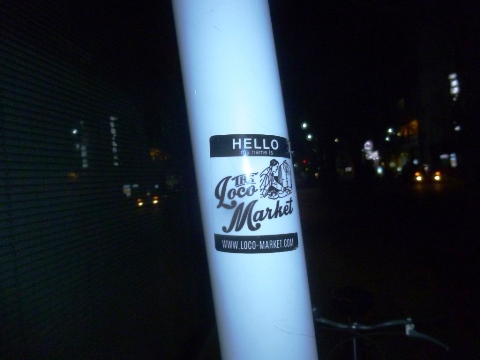 HELLO
my name is
The
Loco
Market
WWW.LOCO-MARKET.COM